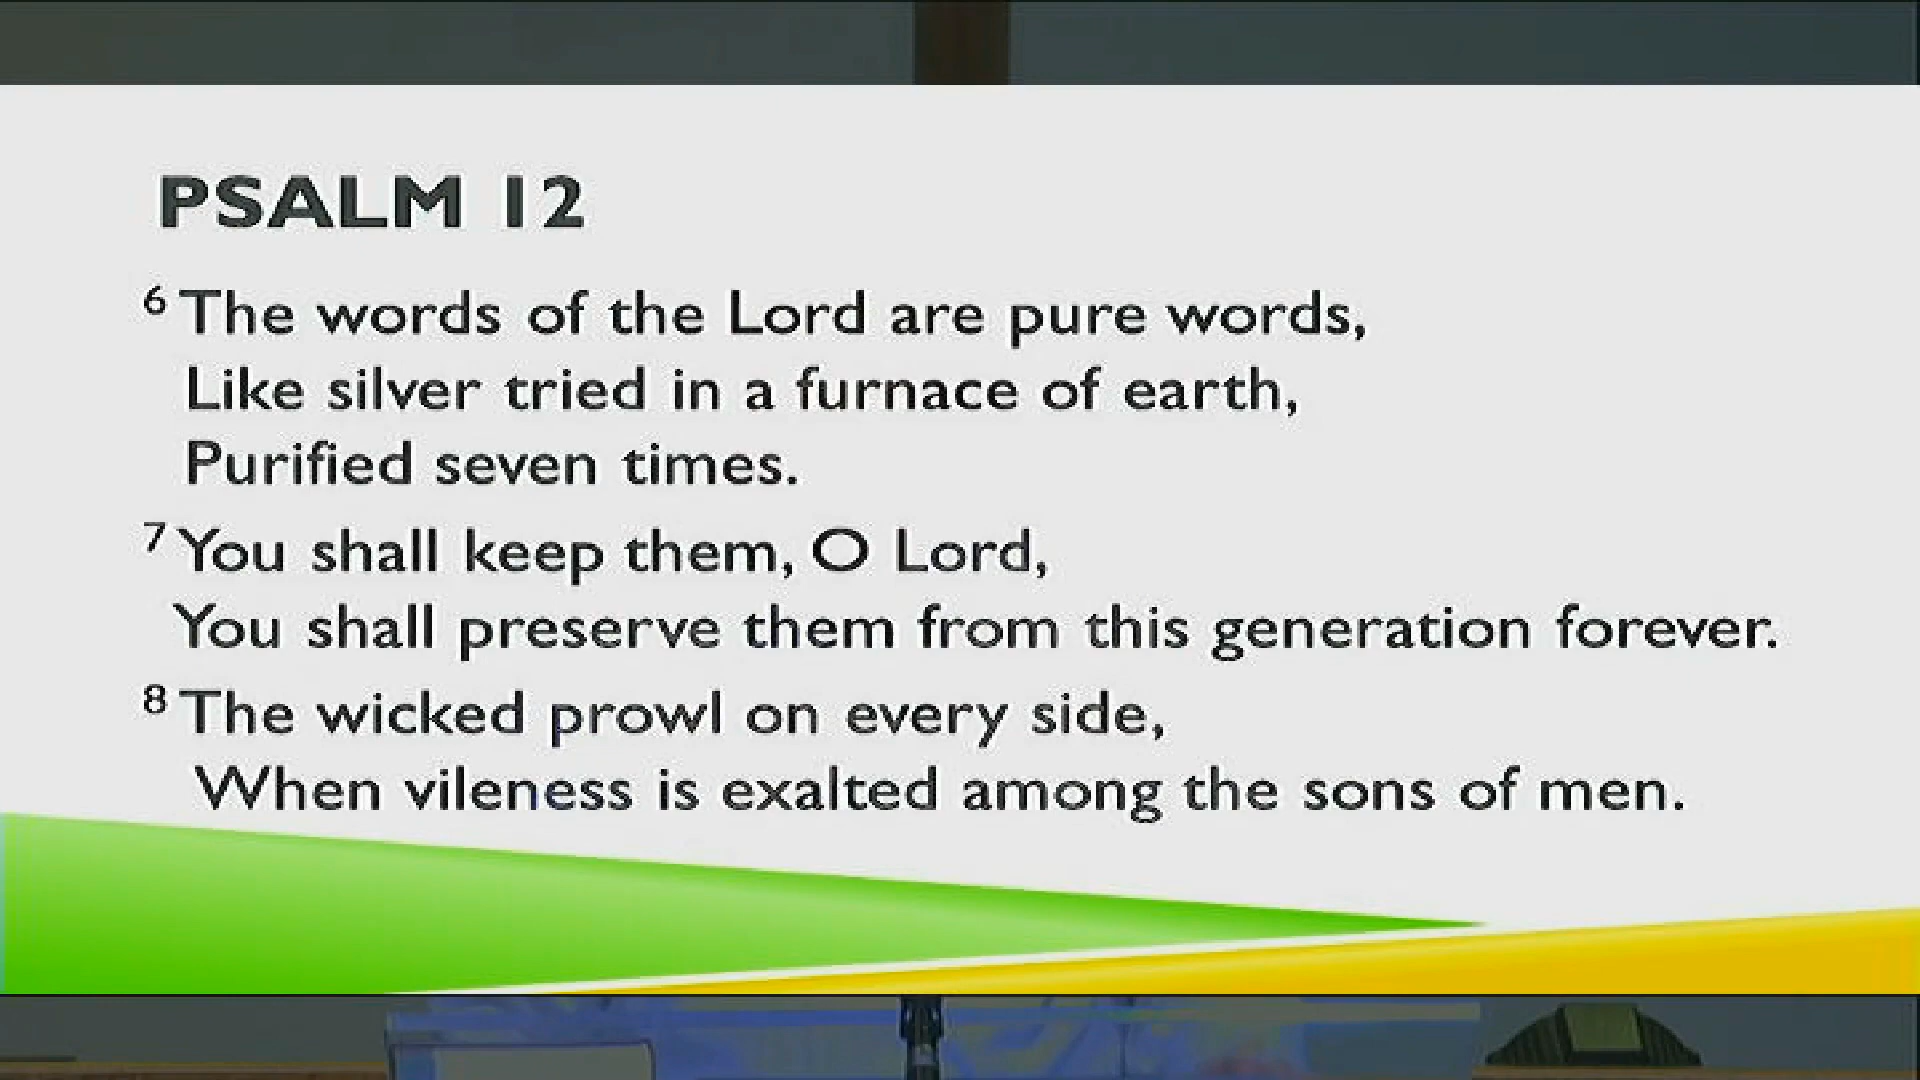 PSALM 12
6 The words of the Lord are pure words,
Like silver tried in a furnace of earth,
Purified seven times.
7 You shall keep them, O Lord,
You shall preserve them from this generation forever.
8 The wicked prowl on every side,
When vileness is exalted among the sons of men.